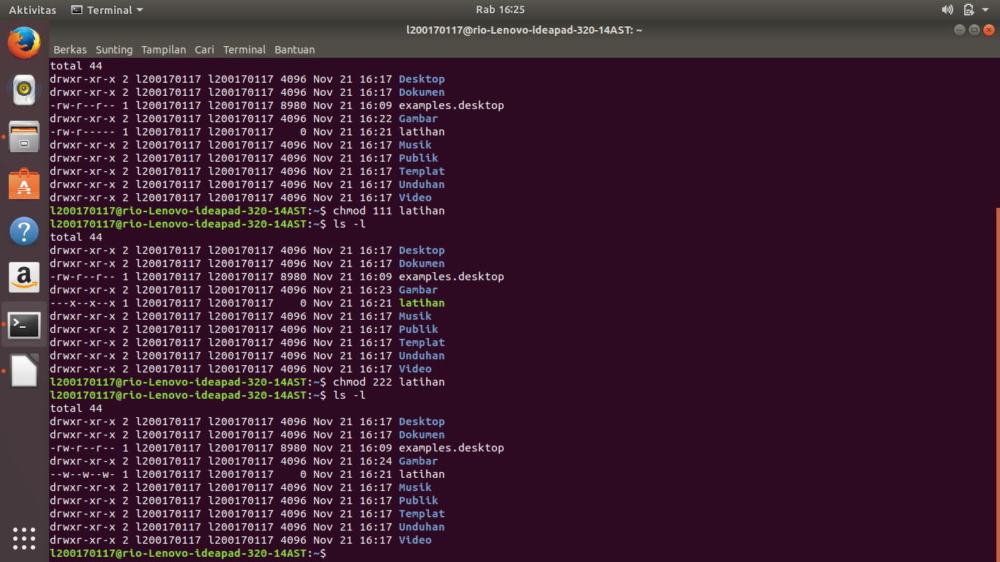 Aktivitas Terminal Rab 16:25
l200170117@rio-Lenovo-ideapad-320-14AST: ~
Berkas Sunting Tampilan Cari Terminal Bantuan
total 44
drwxr-xr-x 2 l200170117 l200170117 4096 Nov 21 16:17 Desktop
drwxr-xr-x 2 l200170117 l200170117 4096 Nov 21 16:17 Dokumen
-rw-r--r-- 1 l200170117 l200170117 8980 Nov 21 16:09 examples.desktop
drwxr-xr-x 2 l200170117 l200170117 4096 Nov 21 16:22 Gambar
-rw-r----- 1 l200170117 l200170117    0 Nov 21 16:21 latihan
drwxr-xr-x 2 l200170117 l200170117 4096 Nov 21 16:17 Musik
drwxr-xr-x 2 l200170117 l200170117 4096 Nov 21 16:17 Publik
drwxr-xr-x 2 l200170117 l200170117 4096 Nov 21 16:17 Templat
drwxr-xr-x 2 l200170117 l200170117 4096 Nov 21 16:17 Unduhan
drwxr-xr-x 2 l200170117 l200170117 4096 Nov 21 16:17 Video
l200170117@rio-Lenovo-ideapad-320-14AST:~$ chmod 111 latihan
l200170117@rio-Lenovo-ideapad-320-14AST:~$ ls -l
total 44
drwxr-xr-x 2 l200170117 l200170117 4096 Nov 21 16:17 Desktop
drwxr-xr-x 2 l200170117 l200170117 4096 Nov 21 16:17 Dokumen
-rw-r--r-- 1 l200170117 l200170117 8980 Nov 21 16:09 examples.desktop
drwxr-xr-x 2 l200170117 l200170117 4096 Nov 21 16:23 Gambar
---x--x--x 1 l200170117 l200170117    0 Nov 21 16:21 latihan
drwxr-xr-x 2 l200170117 l200170117 4096 Nov 21 16:17 Musik
drwxr-xr-x 2 l200170117 l200170117 4096 Nov 21 16:17 Publik
drwxr-xr-x 2 l200170117 l200170117 4096 Nov 21 16:17 Templat
drwxr-xr-x 2 l200170117 l200170117 4096 Nov 21 16:17 Unduhan
drwxr-xr-x 2 l200170117 l200170117 4096 Nov 21 16:17 Video
l200170117@rio-Lenovo-ideapad-320-14AST:~$ chmod 222 latihan
l200170117@rio-Lenovo-ideapad-320-14AST:~$ ls -l
total 44
drwxr-xr-x 2 l200170117 l200170117 4096 Nov 21 16:17 Desktop
drwxr-xr-x 2 l200170117 l200170117 4096 Nov 21 16:17 Dokumen
-rw-r--r-- 1 l200170117 l200170117 8980 Nov 21 16:09 examples.desktop
drwxr-xr-x 2 l200170117 l200170117 4096 Nov 21 16:24 Gambar
--w--w--w- 1 l200170117 l200170117    0 Nov 21 16:21 latihan
drwxr-xr-x 2 l200170117 l200170117 4096 Nov 21 16:17 Musik
drwxr-xr-x 2 l200170117 l200170117 4096 Nov 21 16:17 Publik
drwxr-xr-x 2 l200170117 l200170117 4096 Nov 21 16:17 Templat
drwxr-xr-x 2 l200170117 l200170117 4096 Nov 21 16:17 Unduhan
drwxr-xr-x 2 l200170117 l200170117 4096 Nov 21 16:17 Video
l200170117@rio-Lenovo-ideapad-320-14AST:~$